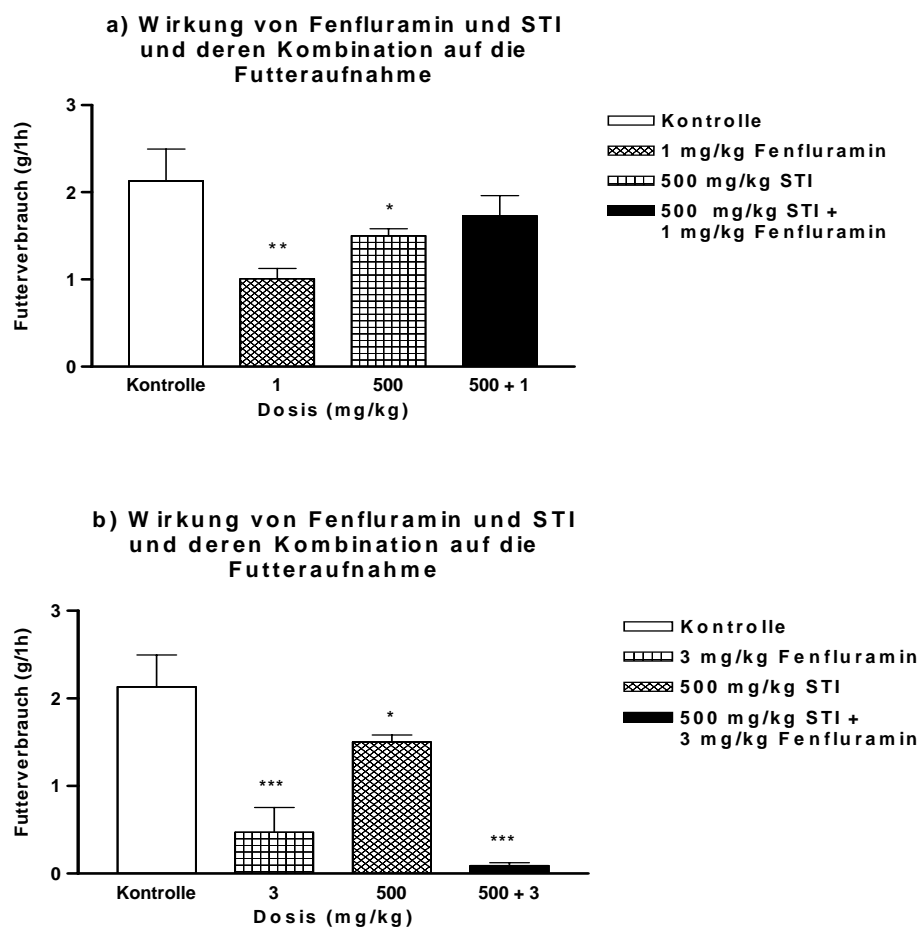 a) Wirkung von Fenfluramin und STI
und deren Kombination auf die
Futteraufnahme
3
2
1
0
Futterverbrauch (g/1h)
**
*
Kontrolle
1
500
500 + 1
Dosis (mg/kg)
Kontrolle
1 mg/kg Fenfluramin
500 mg/kg STI
500 mg/kg STI +
1 mg/kg Fenfluramin
b) Wirkung von Fenfluramin und STI
und deren Kombination auf die
Futteraufnahme
3
2
1
0
Futterverbrauch (g/1h)
***
*
***
Kontrolle
3
500
500 + 3
Dosis (mg/kg)
Kontrolle
3 mg/kg Fenfluramin
500 mg/kg STI
500 mg/kg STI +
3 mg/kg Fenfluramin